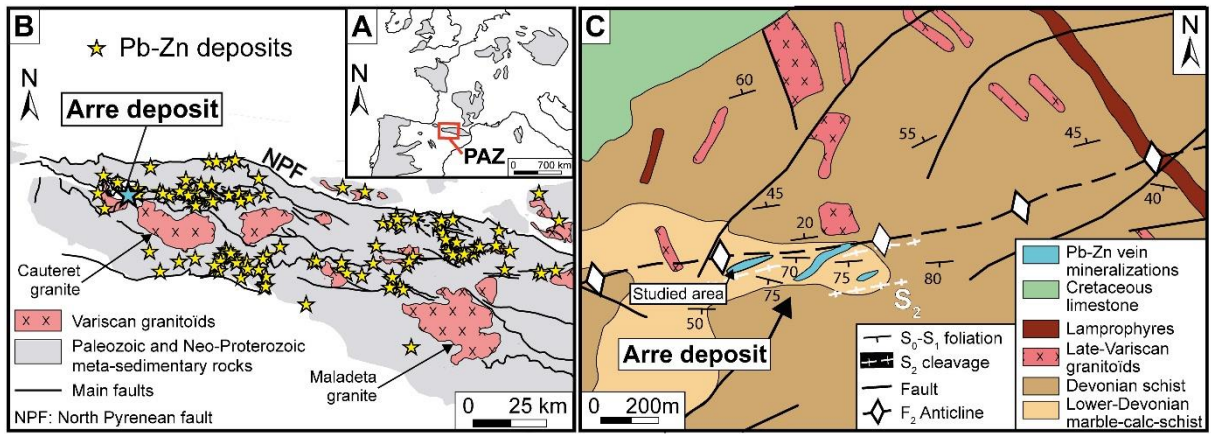 B
Pb-Zn deposits
N
Arre deposit
NPF
Cauteret
granite
Variscan granitoïds
Paleozoic and Neo-Proterozoic
meta-sedimentary rocks
Main faults
NPF: North Pyrenean fault
Maladeta
granite
0 25 km
A
N
PAZ
0 700 km
C
N
60
55
45
40
45
20
70
75
75
80
50
Studied area
S2
Arre deposit
S0-S1 foliation
S2 cleavage
Fault
F2 Anticline
0 200m
Pb-Zn vein
mineralizations
Cretaceous
limestone
Lamprophyres
Late-Variscan
granitoïds
Devonian schist
Lower-Devonian
marble-calc-schist